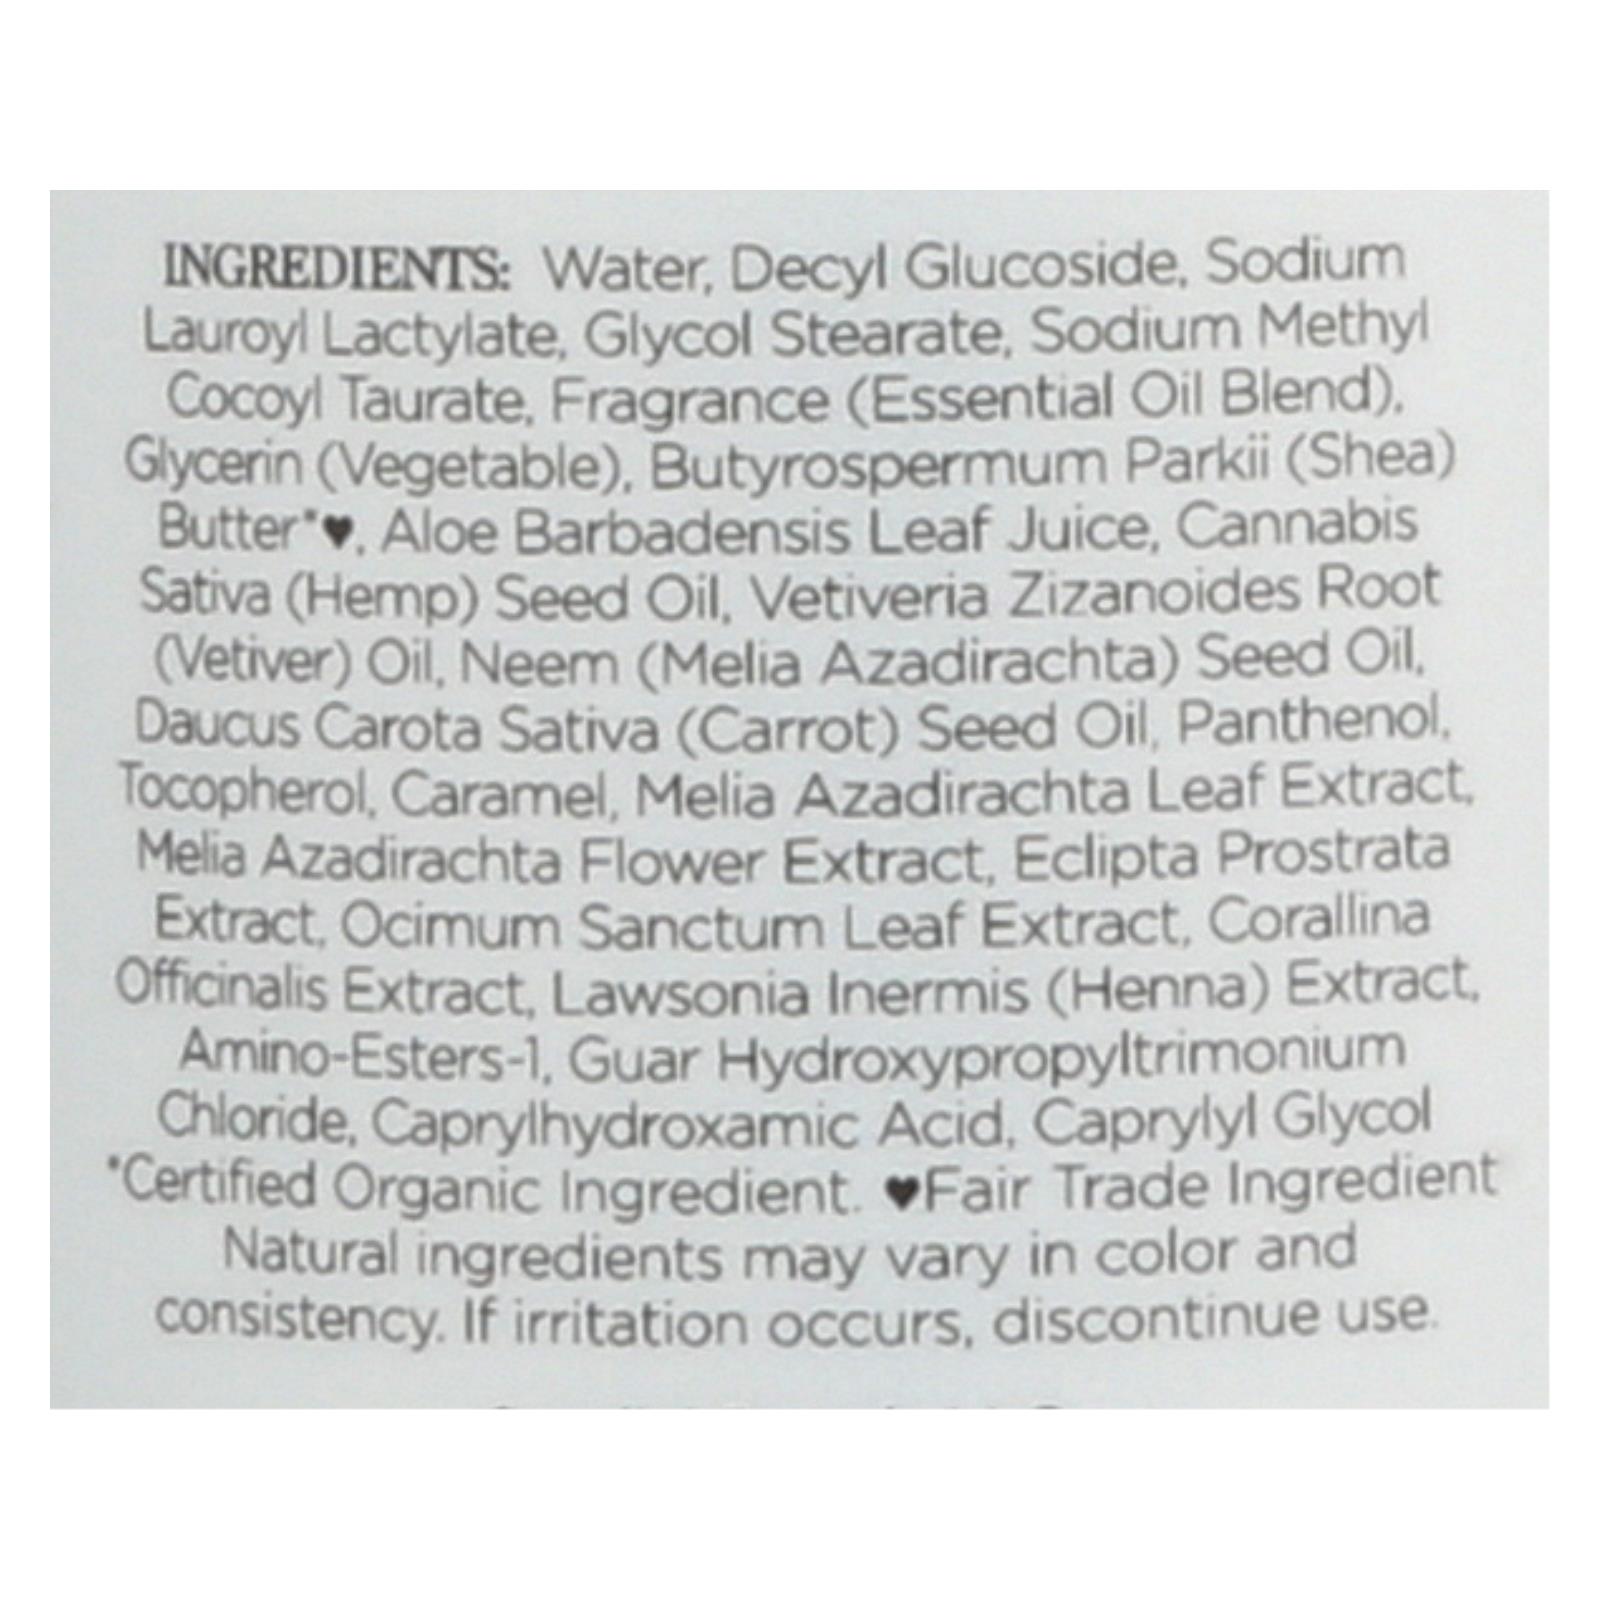 INGREDIENTS: Water, Decyl Glucoside, Sodium
Lauroyl Lactylate, Glycol Stearate, Sodium Methyl
Cocoyl Taurate, Fragrance (Essential Oil Blend),
Glycerin (Vegetable), Butyrospermum Parkii (Shea)
Butter*♥, Aloe Barbadensis Leaf Juice, Cannabis
Sativa (Hemp) Seed Oil, Vetiveria Zizanoides Root
(Vetiver) Oil, Neem (Melia Azadirachta) Seed Oil,
Daucus Carota Sativa (Carrot) Seed Oil, Panthenol,
Tocopherol, Caramel, Melia Azadirachta Leaf Extract,
Melia Azadirachta Flower Extract, Eclipta Prostrata
Extract, Ocimum Sanctum Leaf Extract, Corallina
Officinalis Extract, Lawsonia Inermis (Henna) Extract,
Amino-Esters-1, Guar Hydroxypropyltrimonium
Chloride, Caprylhydroxamic Acid, Caprylyl Glycol
*Certified Organic Ingredient. ♥Fair Trade Ingredient
Natural ingredients may vary in color and
consistency. If irritation occurs, discontinue use.